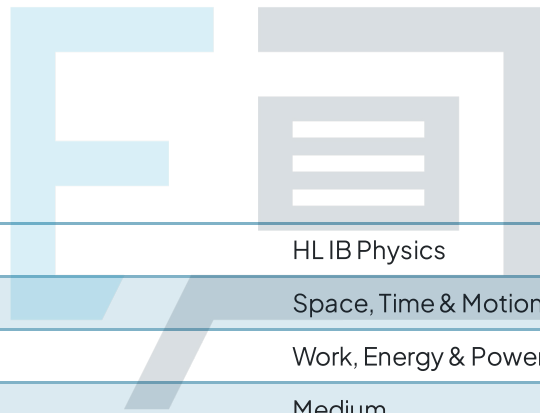 HL IB Physics
Space, Time & Motion
Work, Energy & Power
Medium